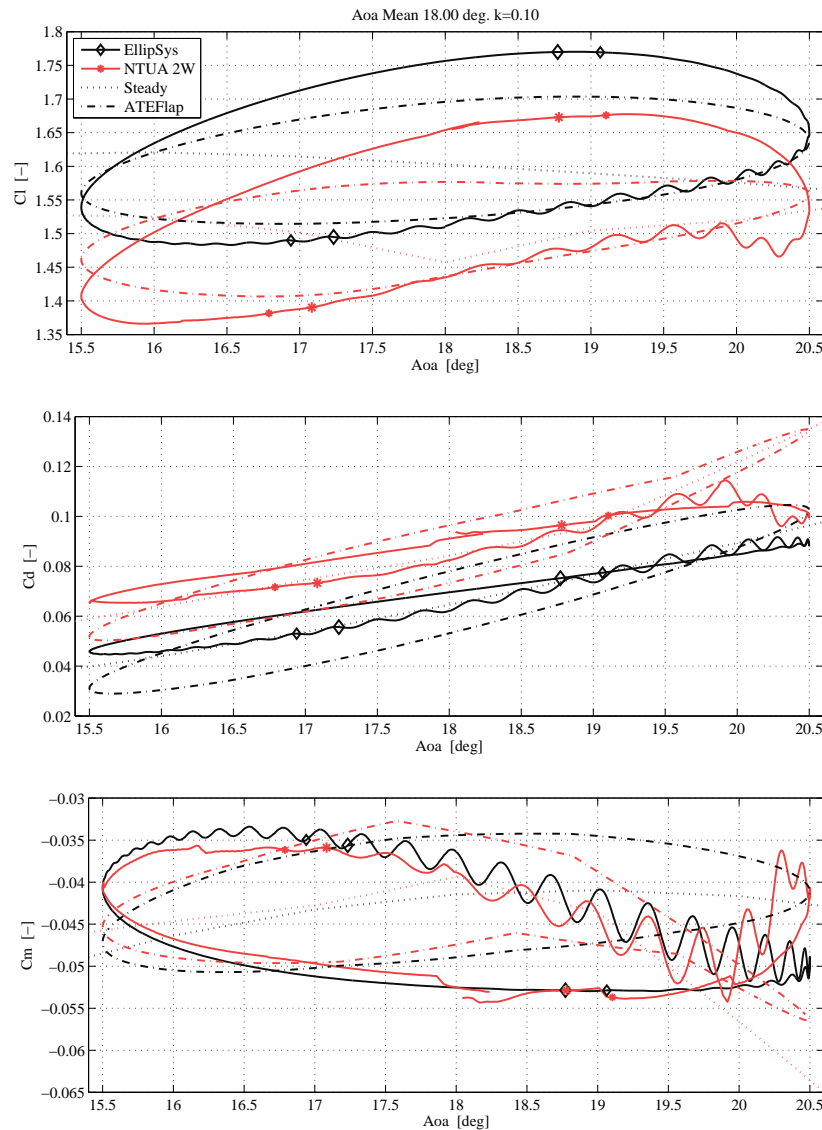 Aoa Mean 18.00 deg. k=0.10
1.8
1.75
1.7
1.65
1.6
1.55
1.5
1.45
1.4
1.35
Cl [−]
EllipSys
NTUA 2W
Steady
ATEFlap
15.5 16 16.5 17 17.5 18 18.5 19 19.5 20 20.5
Aoa [deg]
0.14
0.12
0.1
0.08
0.06
0.04
0.02
Cd [−]
15.5 16 16.5 17 17.5 18 18.5 19 19.5 20 20.5
Aoa [deg]
−0.03
−0.035
−0.04
−0.045
−0.05
−0.055
−0.06
−0.065
Cm [−]
15.5 16 16.5 17 17.5 18 18.5 19 19.5 20 20.5
Aoa [deg]